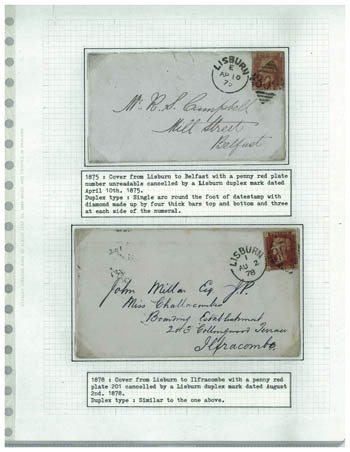 LISBURN
E
AP 10
Mr. R. S. Campbell
Mill Street
Belfast
1875 : Cover from Lisburn to Belfast with a penny red plate
number unreadable cancelled by a Lisburn duplex mark dated
April 10th. 1875.
Duplex type : Single arc round the foot of datestamp with
diamond made up by four thick bars top and bottom and three
at each side of the numeral.
LISBURN
1
AU 2
78
John Millar Esq J.P.
Miss Challacombe
Boarding Establishment,
2nd Collingwood Terrace
Ilfracombe
1878 : Cover from Lisburn to Ilfracombe with a penny red
plate 201 cancelled by a Lisburn duplex mark dated August
2nd. 1878.
Duplex type : Similar to the one above.